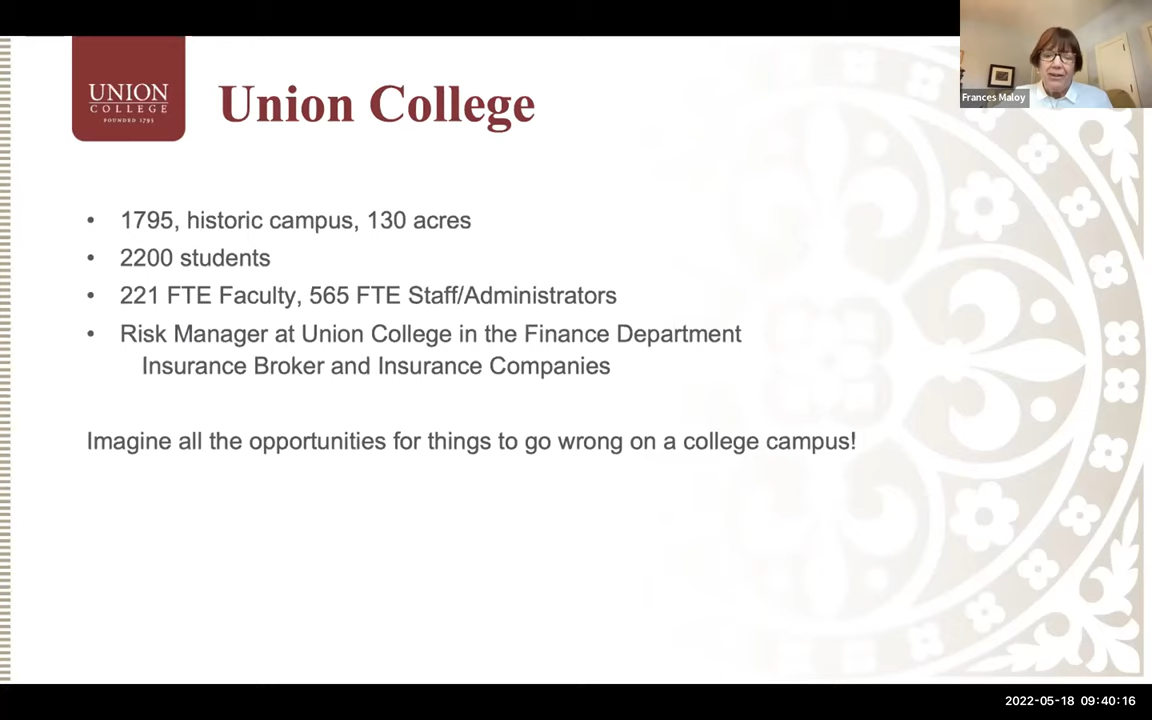 UNION
COLLEGE
FOUNDED 1795
Union College
Frances Maloy
• 1795, historic campus, 130 acres
• 2200 students
• 221 FTE Faculty, 565 FTE Staff/Administrators
• Risk Manager at Union College in the Finance Department
Insurance Broker and Insurance Companies
Imagine all the opportunities for things to go wrong on a college campus!
2022-05-18 09:40:16